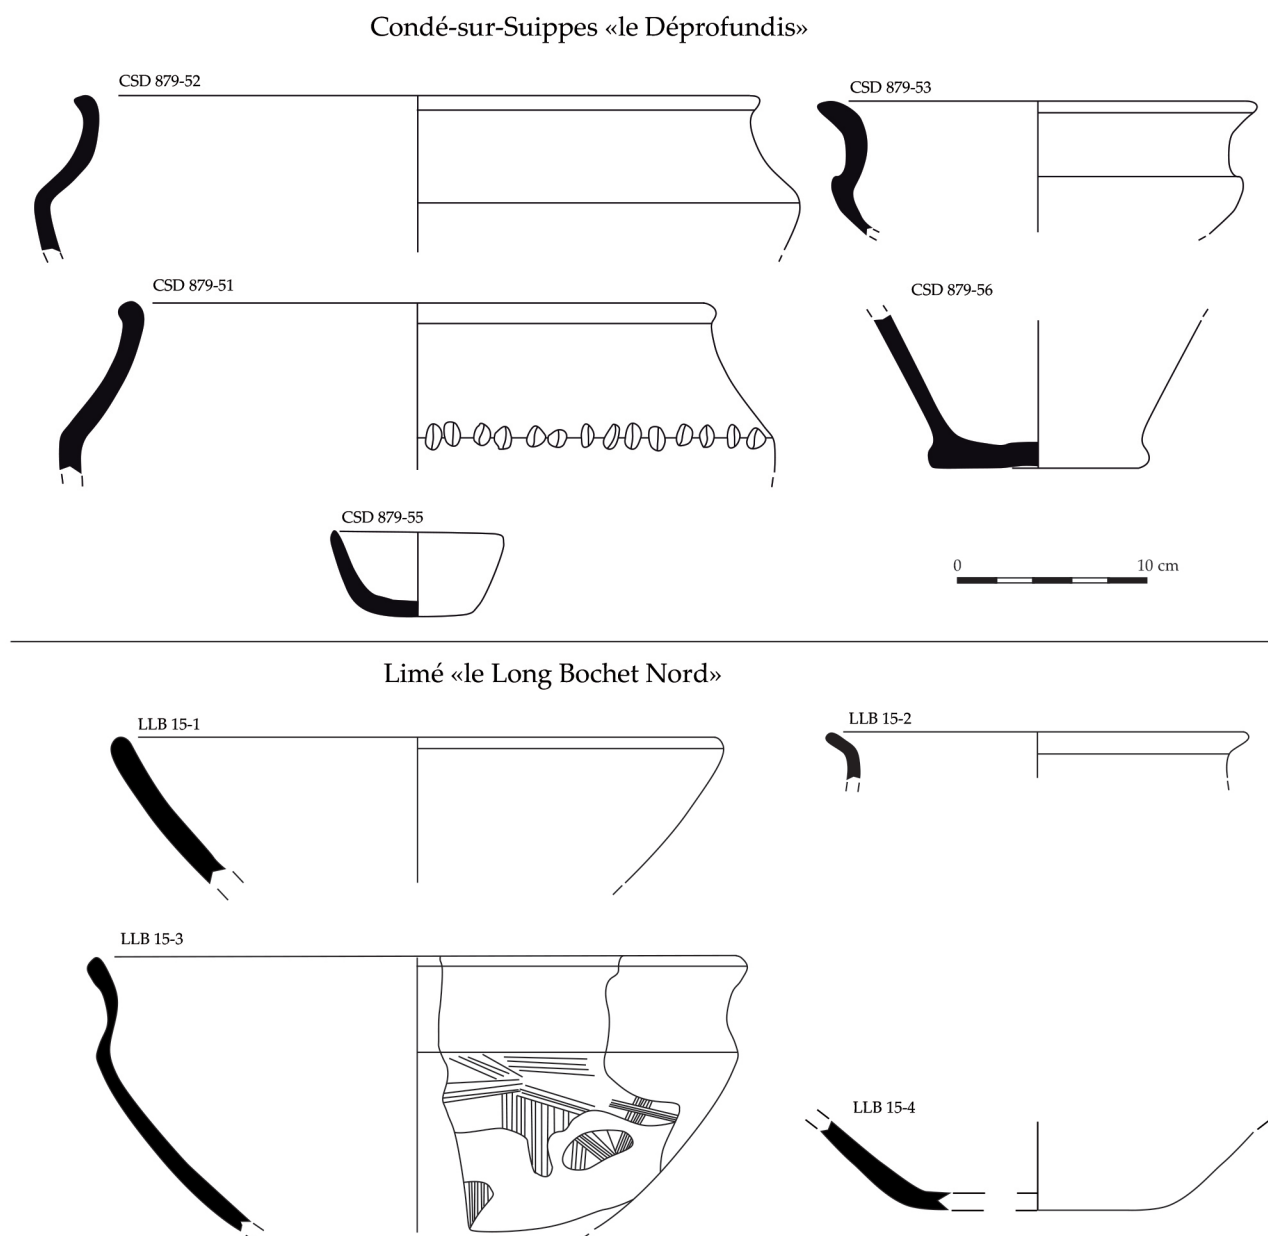 Condé-sur-Suippes «le Déprofundis»
CSD 879-52
CSD 879-53
CSD 879-51
CSD 879-56
CSD 879-55
0 10 cm
Limé «le Long Bochet Nord»
LLB 15-1
LLB 15-2
LLB 15-3
LLB 15-4